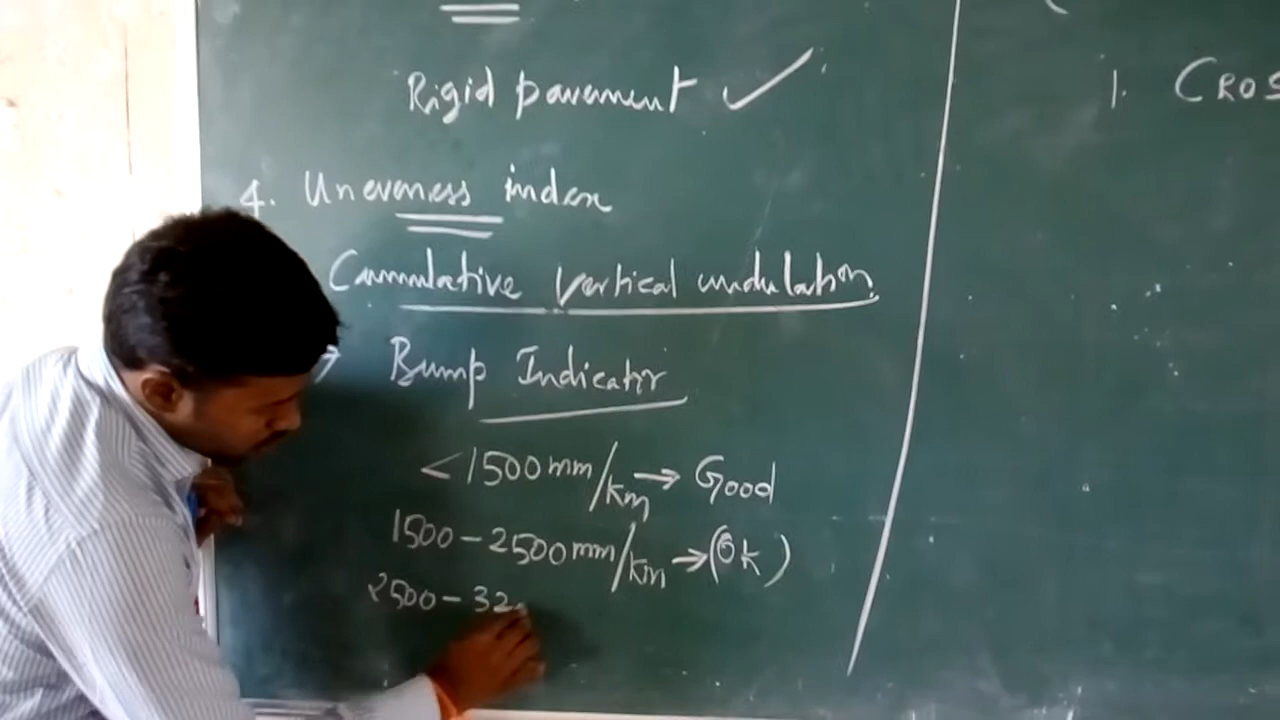 Rigid pavement ✓
4. Uneveness index
Cummulative vertical undulation.
→ Bump Indicator
<1500mm/km → Good
1500-2500mm/km → (Ok)
2500-32
1. CROS